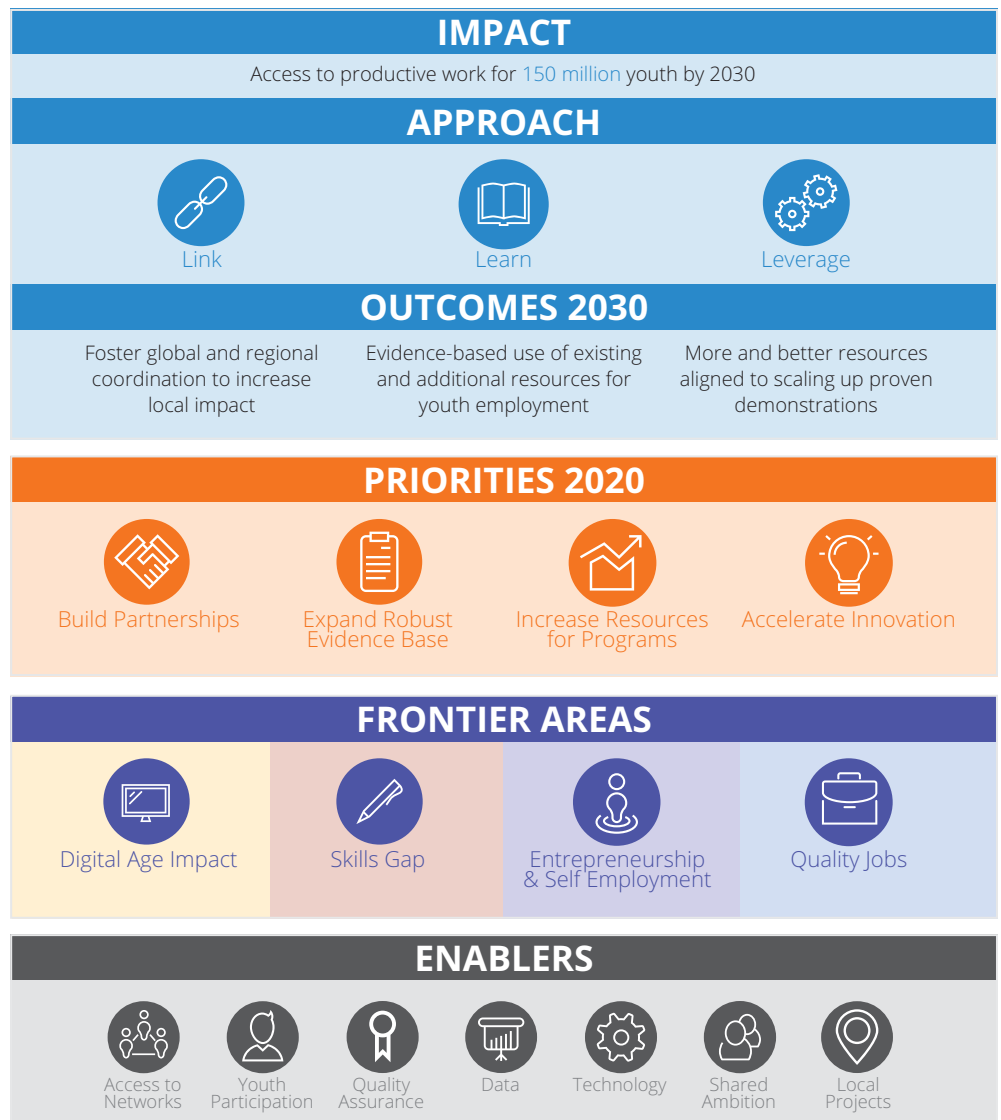 IMPACT
Access to productive work for 150 million youth by 2030
APPROACH
Link
Learn
Leverage
OUTCOMES 2030
Foster global and regional
coordination to increase
local impact
Evidence-based use of existing
and additional resources for
youth employment
More and better resources
aligned to scaling up proven
demonstrations
PRIORITIES 2020
Build Partnerships
Expand Robust
Evidence Base
Increase Resources
for Programs
Accelerate Innovation
FRONTIER AREAS
Digital Age Impact
Skills Gap
Entrepreneurship
& Self Employment
Quality Jobs
ENABLERS
Access to
Networks
Youth
Participation
Quality
Assurance
Data
Technology
Shared
Ambition
Local
Projects